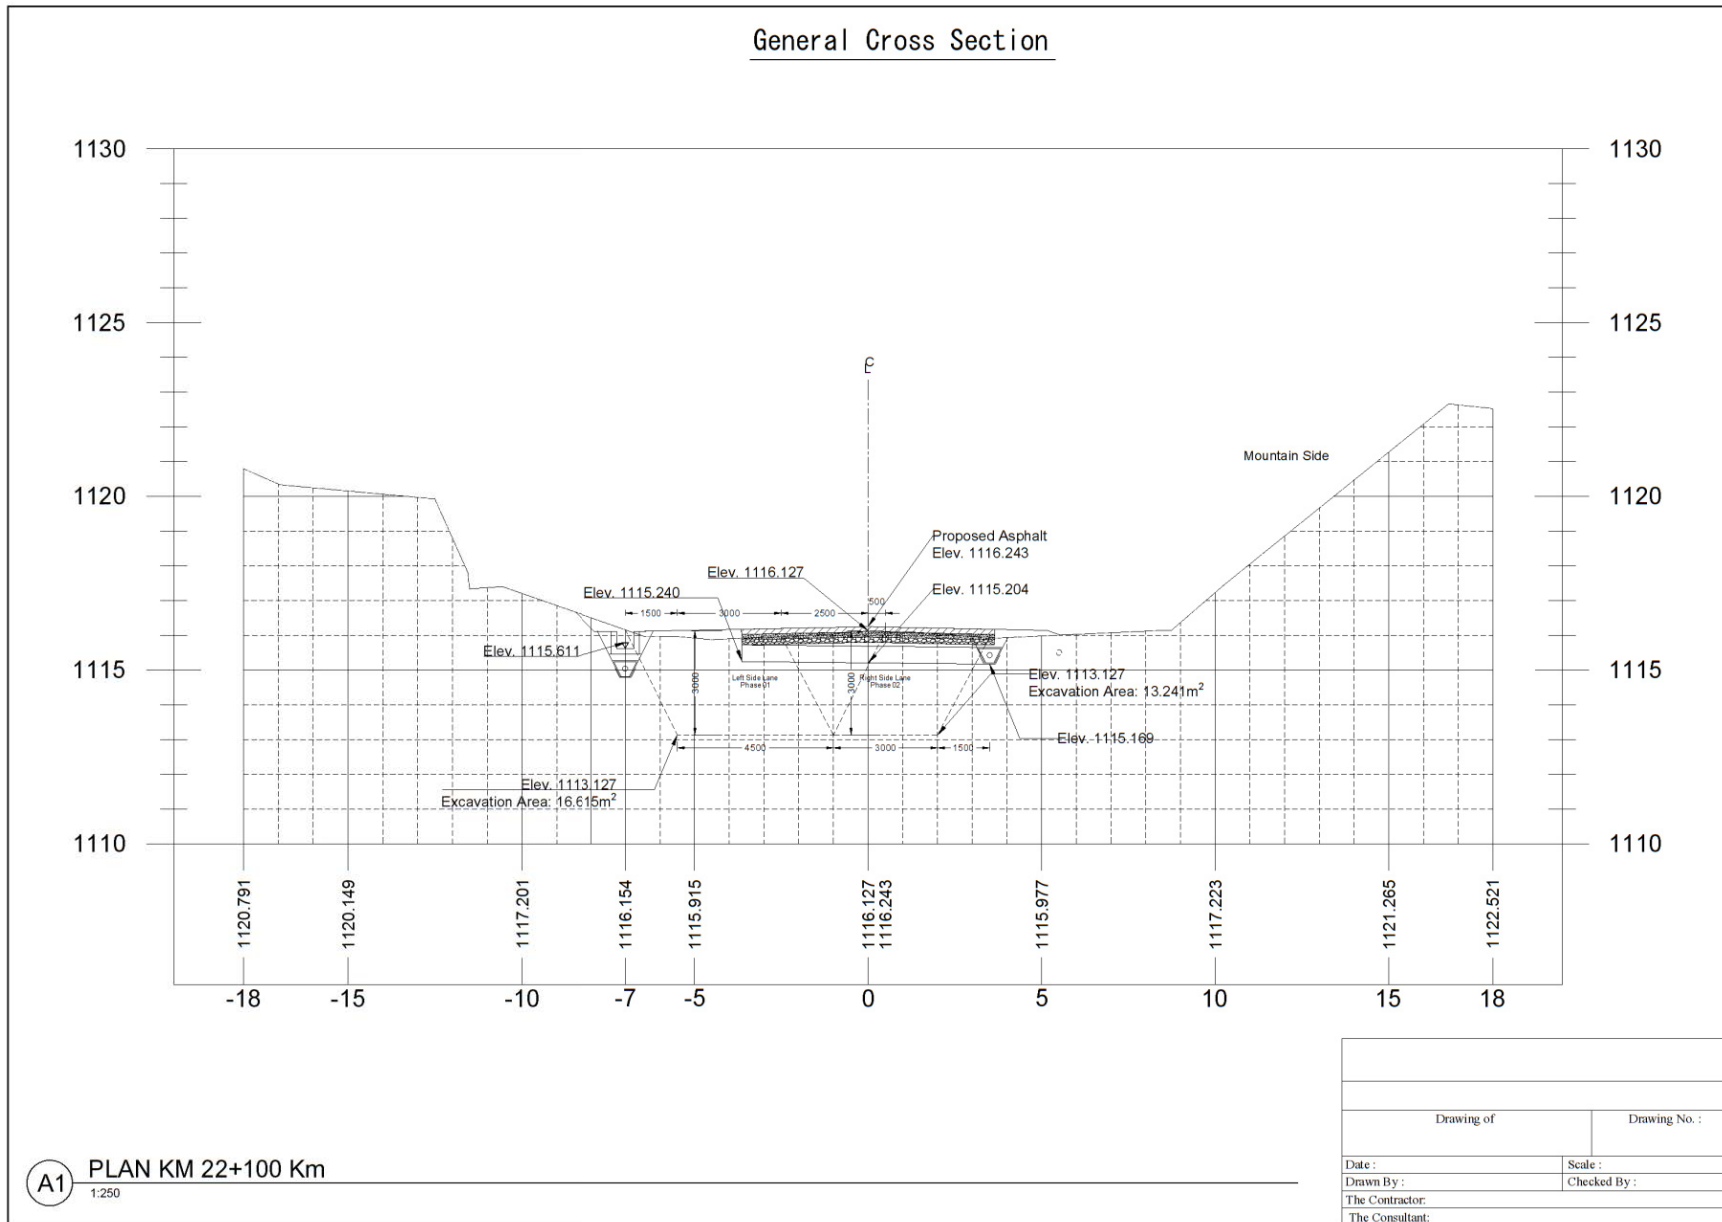 General Cross Section
1130
1130
1125
1125
CL
Mountain Side
1120
1120
Proposed Asphalt
Elev. 1116.243
Elev. 1116.127
Elev. 1115.240
Elev. 1115.204
500
1500
3000
2500
Elev. 1115.611
1115
1115
3000
Left Side Lane
Phase 01
3000
Right Side Lane
Phase 02
Elev. 1113.127
Excavation Area: 13.241m²
Elev. 1115.169
4500
3000
1500
Elev. 1113.127
Excavation Area: 16.615m²
1110
1110
1120.791
1120.149
1117.201
1116.154
1115.915
1116.127
1116.243
1115.977
1117.223
1121.265
1122.521
-18
-15
-10
-7
-5
0
5
10
15
18
Drawing of
Drawing No. :
Date :
Scale :
Drawn By :
Checked By :
The Contractor:
The Consultant:
A1
PLAN KM 22+100 Km
1:250